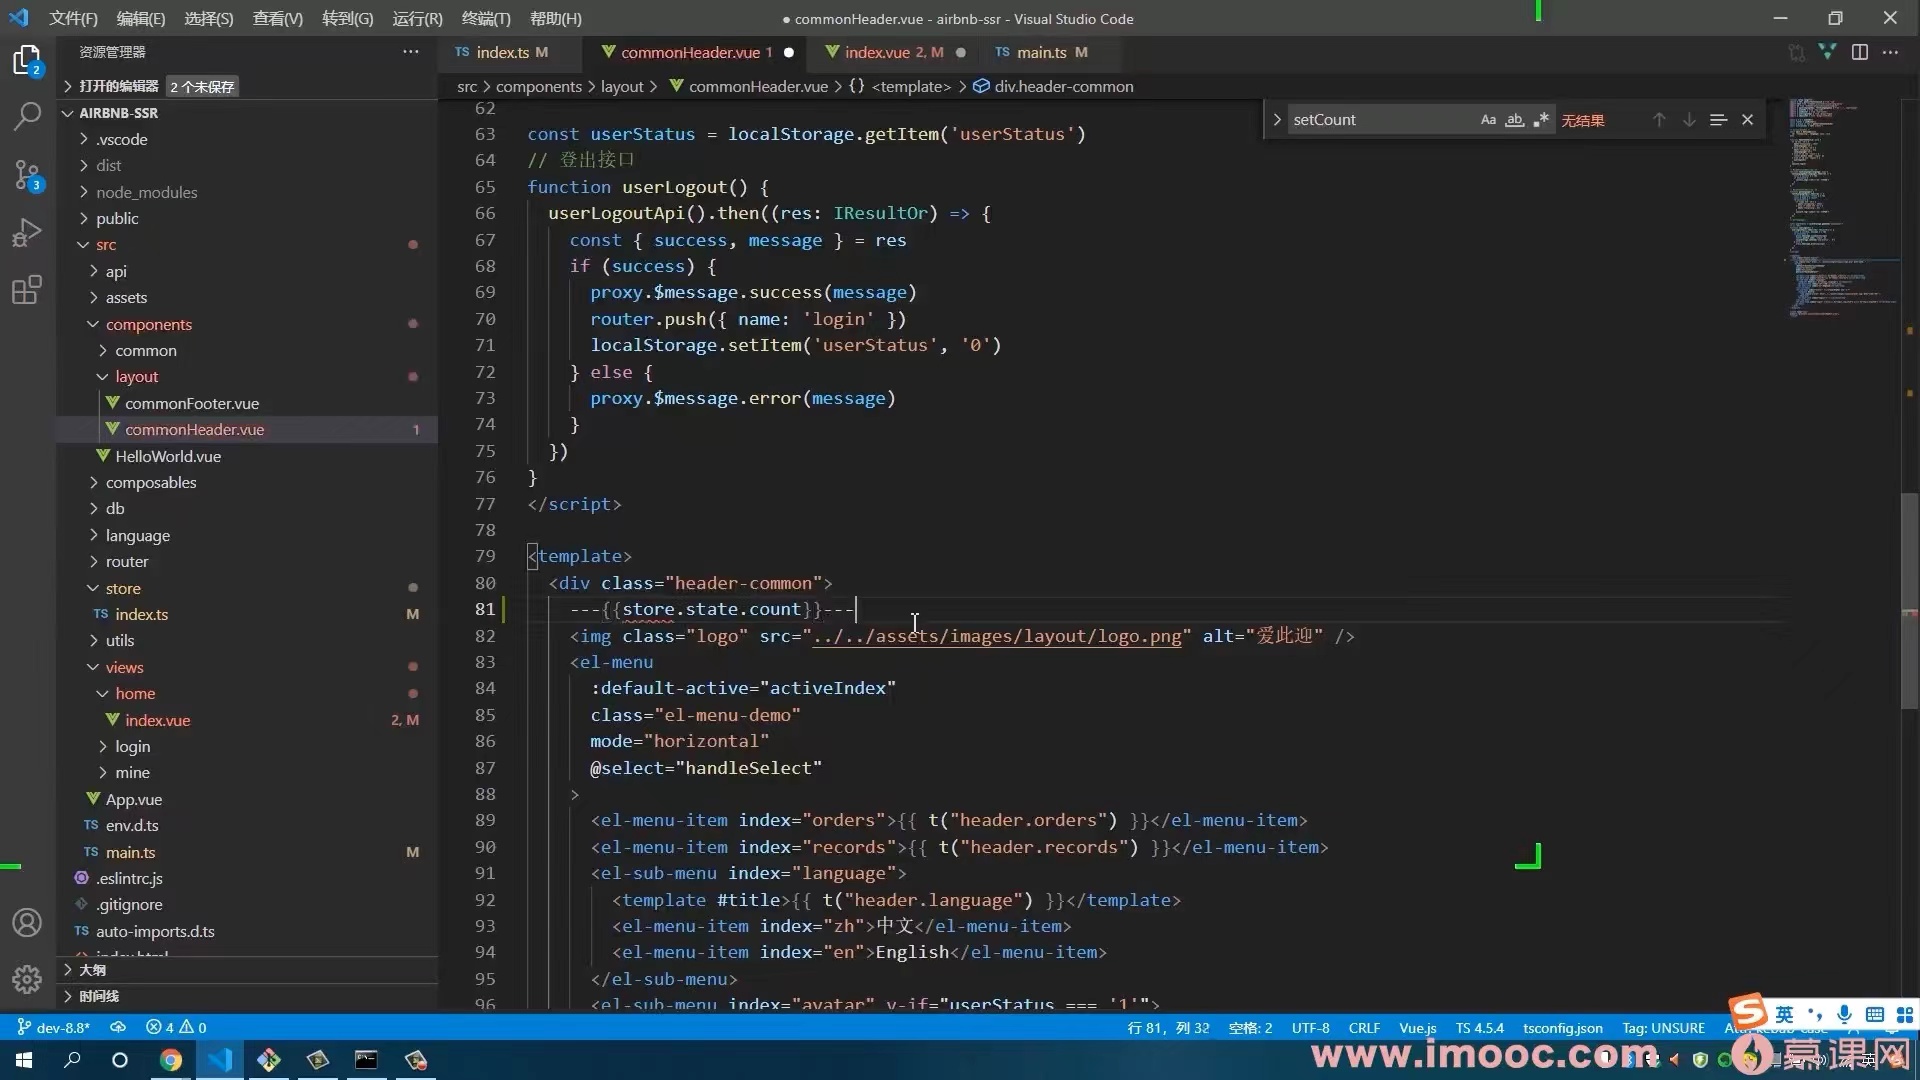 文件(F) 编辑(E) 选择(S) 查看(V) 转到(G) 运行(R) 终端(T) 帮助(H)
● commonHeader.vue - airbnb-ssr - Visual Studio Code
资源管理器 ···
TS index.ts M
commonHeader.vue 1 ●
index.vue 2, M ●
TS main.ts M
打开的编辑器 2 个未保存
src > components > layout > commonHeader.vue > {} <template> > div.header-common
setCount Aa ab .* 无结果
AIRBNB-SSR
.vscode
dist
node_modules
public
src
api
assets
components
common
layout
commonFooter.vue
commonHeader.vue 1
HelloWorld.vue
composables
db
language
router
store
TS index.ts M
utils
views
home
index.vue 2, M
login
mine
App.vue
TS env.d.ts
TS main.ts M
.eslintrc.js
.gitignore
TS auto-imports.d.ts
index.html
大纲
时间线
2
3
62
63 const userStatus = localStorage.getItem('userStatus')
64 // 登出接口
65 function userLogout() {
66 userLogoutApi().then((res: IResultOr) => {
67 const { success, message } = res
68 if (success) {
69 proxy.$message.success(message)
70 router.push({ name: 'login' })
71 localStorage.setItem('userStatus', '0')
72 } else {
73 proxy.$message.error(message)
74 }
75 })
76 }
77 </script>
78
79 <template>
80 <div class="header-common">
81 ---{{store.state.count}}---
82 <img class="logo" src="../../assets/images/layout/logo.png" alt="爱此迎" />
83 <el-menu
84 :default-active="activeIndex"
85 class="el-menu-demo"
86 mode="horizontal"
87 @select="handleSelect"
88 >
89 <el-menu-item index="orders">{{ t("header.orders") }}</el-menu-item>
90 <el-menu-item index="records">{{ t("header.records") }}</el-menu-item>
91 <el-sub-menu index="language">
92 <template #title>{{ t("header.language") }}</template>
93 <el-menu-item index="zh">中文</el-menu-item>
94 <el-menu-item index="en">English</el-menu-item>
95 </el-sub-menu>
96 <el-sub-menu index="avatar" v-if="userStatus === '1'">
dev-8.8* 4 0
行 81，列 32 空格: 2 UTF-8 CRLF Vue.js TS 4.5.4 tsconfig.json Tag: UNSURE
S 英
www.imooc.com 慕课网